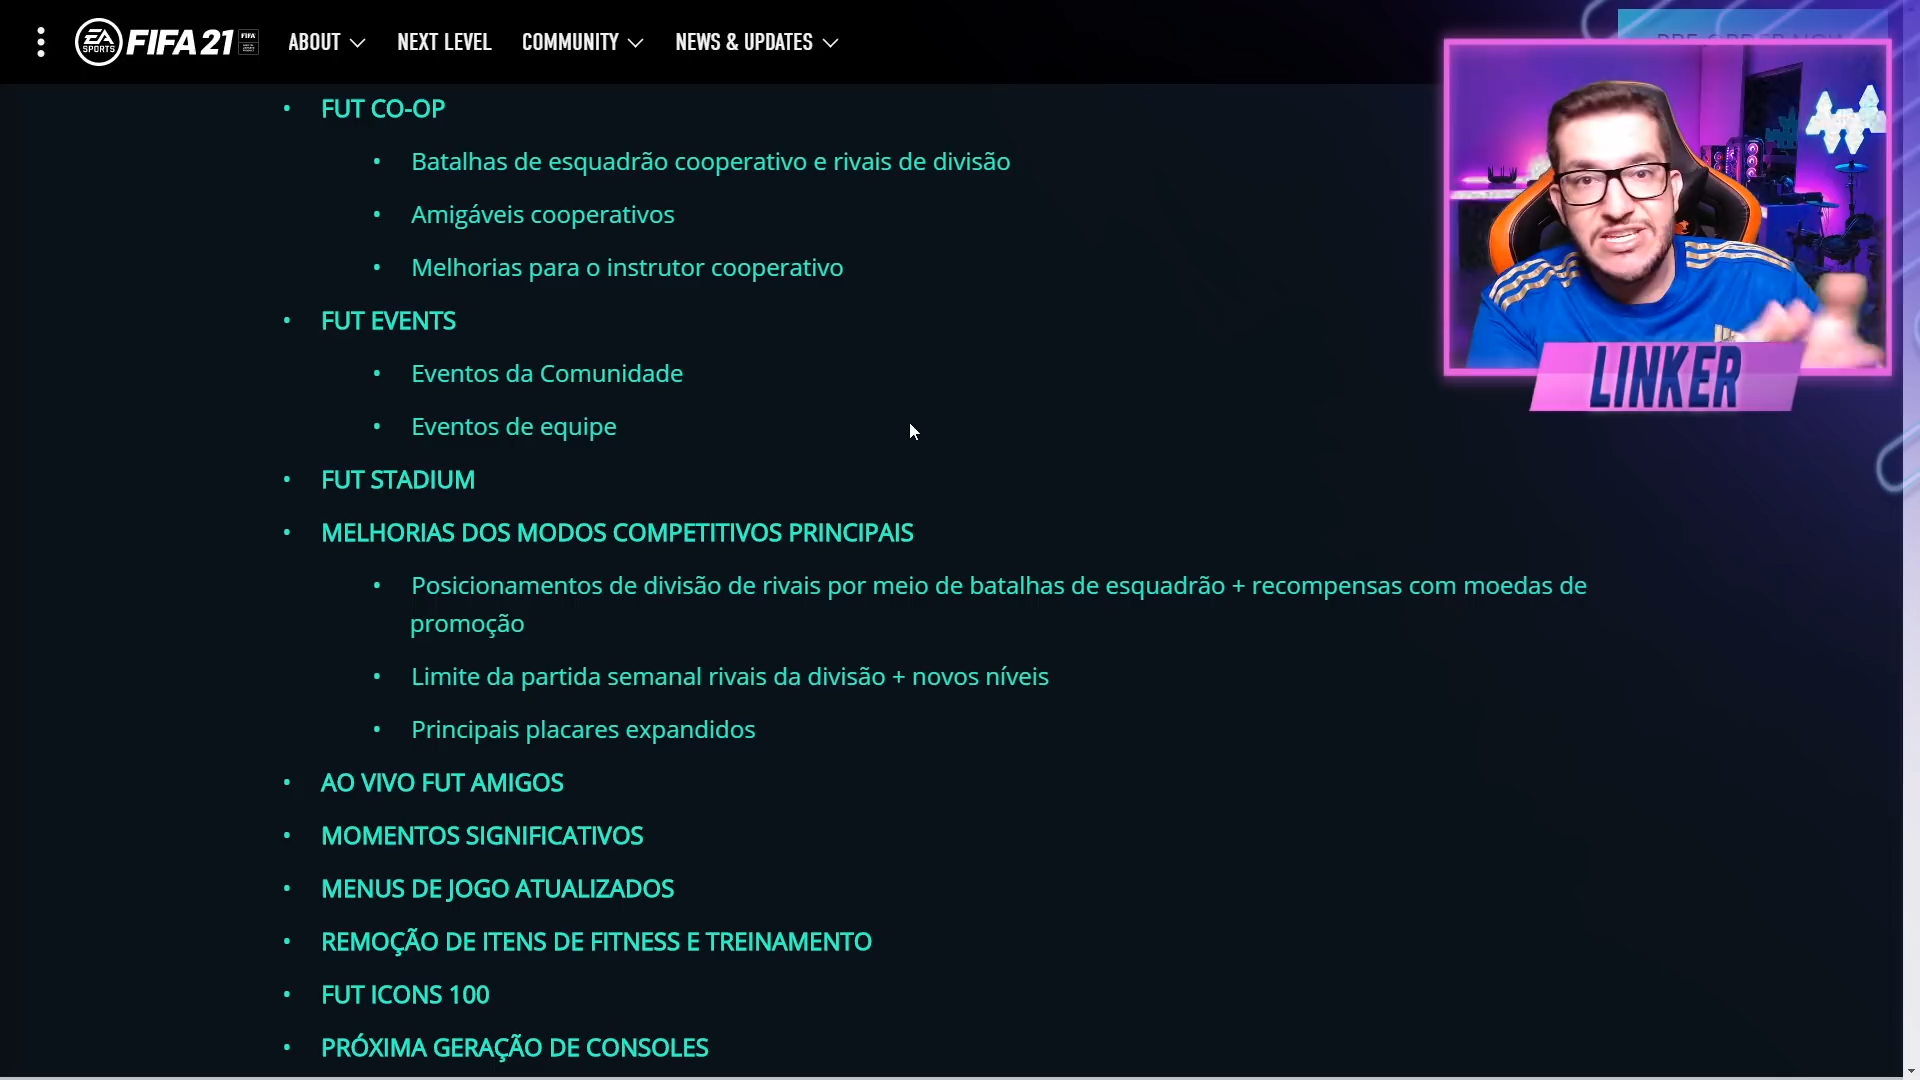 EA SPORTS FIFA 21 FIFA ABOUT NEXT LEVEL COMMUNITY NEWS & UPDATES
FUT CO-OP
Batalhas de esquadrão cooperativo e rivais de divisão
Amigáveis cooperativos
Melhorias para o instrutor cooperativo
LINKER
FUT EVENTS
Eventos da Comunidade
Eventos de equipe
FUT STADIUM
MELHORIAS DOS MODOS COMPETITIVOS PRINCIPAIS
Posicionamentos de divisão de rivais por meio de batalhas de esquadrão + recompensas com moedas de
promoção
Limite da partida semanal rivais da divisão + novos níveis
Principais placares expandidos
AO VIVO FUT AMIGOS
MOMENTOS SIGNIFICATIVOS
MENUS DE JOGO ATUALIZADOS
REMOÇÃO DE ITENS DE FITNESS E TREINAMENTO
FUT ICONS 100
PRÓXIMA GERAÇÃO DE CONSOLES